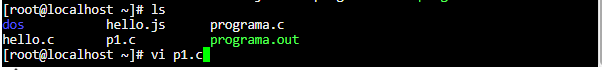 [root@localhost ~]# ls
dos hello.js programa.c
hello.c p1.c programa.out
[root@localhost ~]# vi p1.c